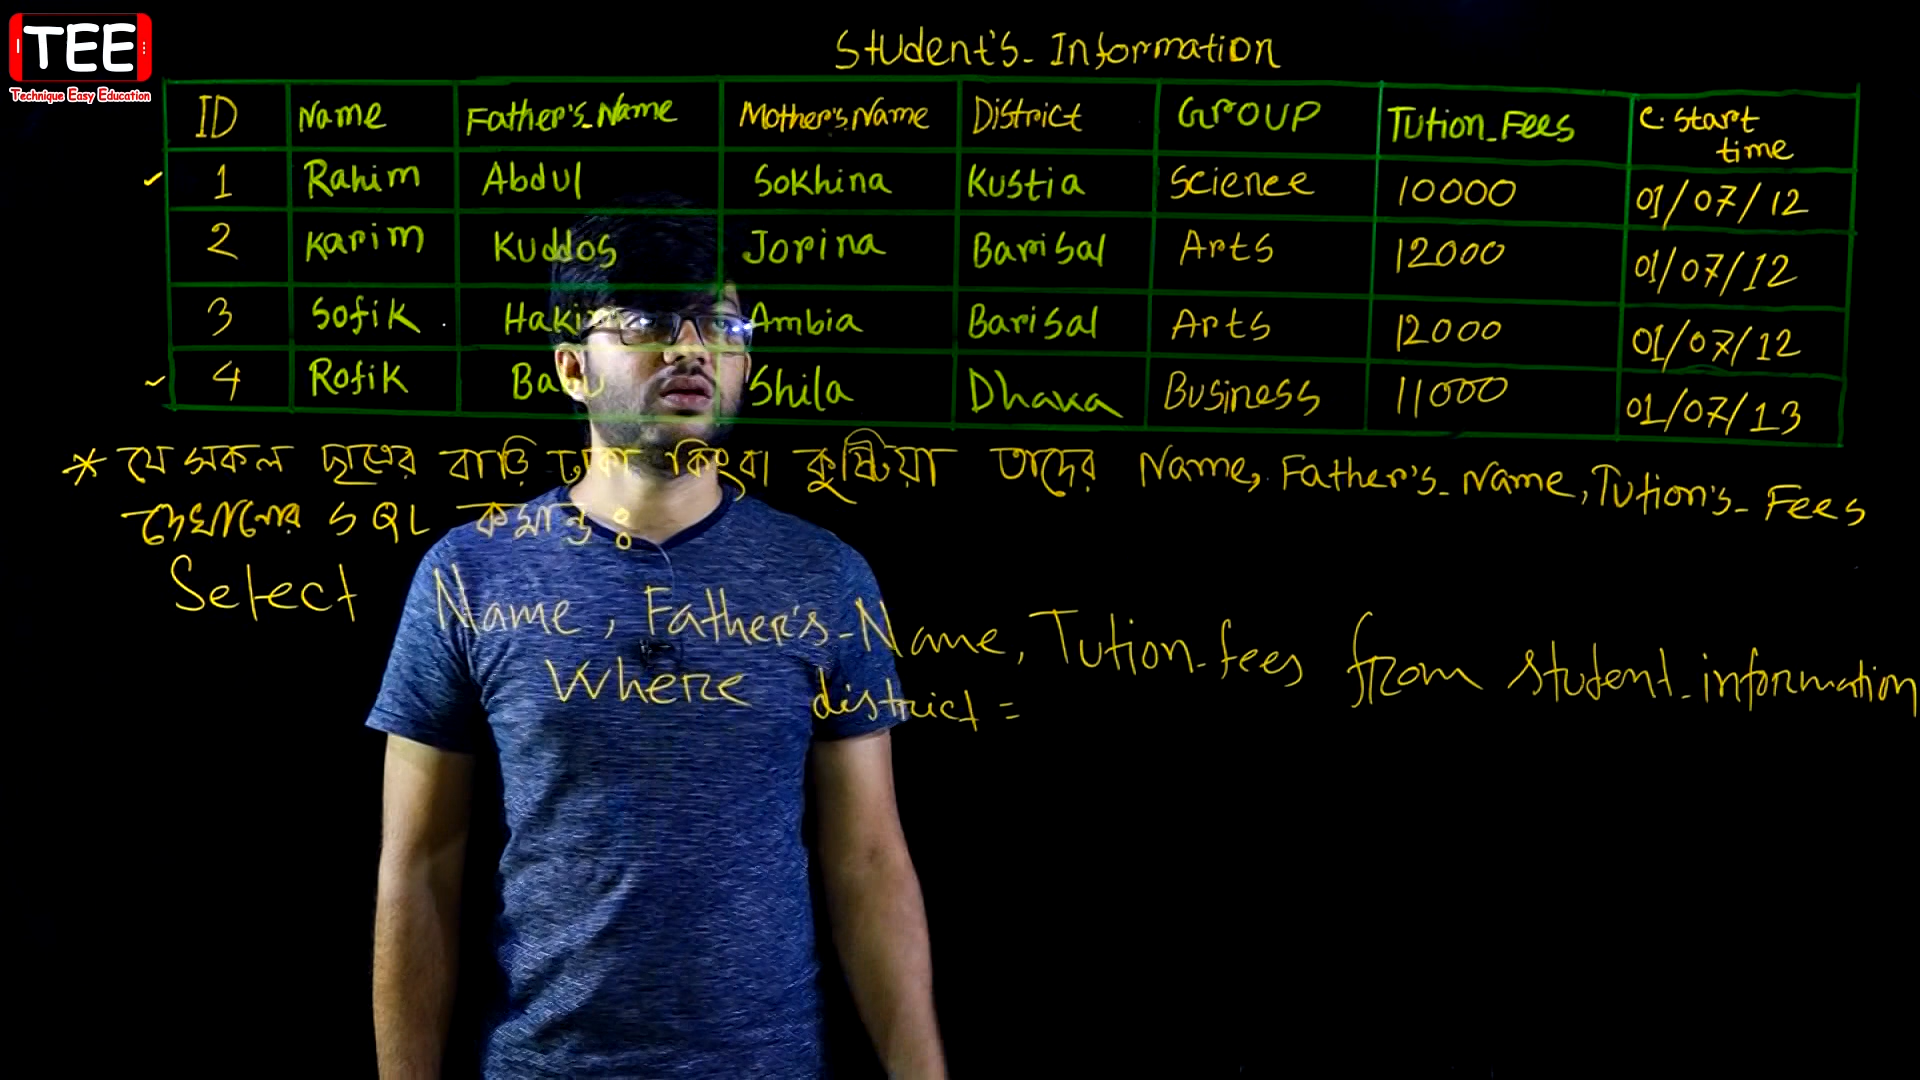 TEE
Technique Easy Education
Student's_Information
ID Name Father's_Name Mother's_Name District GROUP Tution_Fees C. Start time
1 Rahim Abdul Sokhina Kustia Science 10000 01/07/12
2 Karim Kuddos Jorina Barisal Arts 12000 01/07/12
3 Sofik Ambia Barisal Arts 12000 01/07/12
4 Rofik Shila Dhaka Business 11000 01/07/13
* যে সকল ছাত্রের বাড়ি ঢাকা কিংবা কুষ্টিয়া তাদের Name, Father's_Name, Tution's_Fees
দেখানোর SQL কমান্ড :
Select Name, Father's_Name, Tution_fees from student_information
Where district =